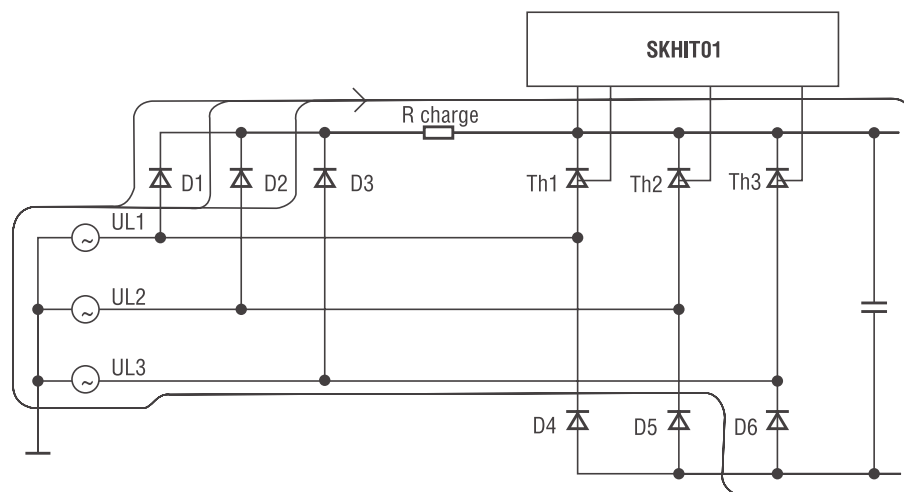 SKHIT01
R charge
D1
D2
D3
Th1
Th2
Th3
UL1
~
UL2
~
UL3
~
D4
D5
D6